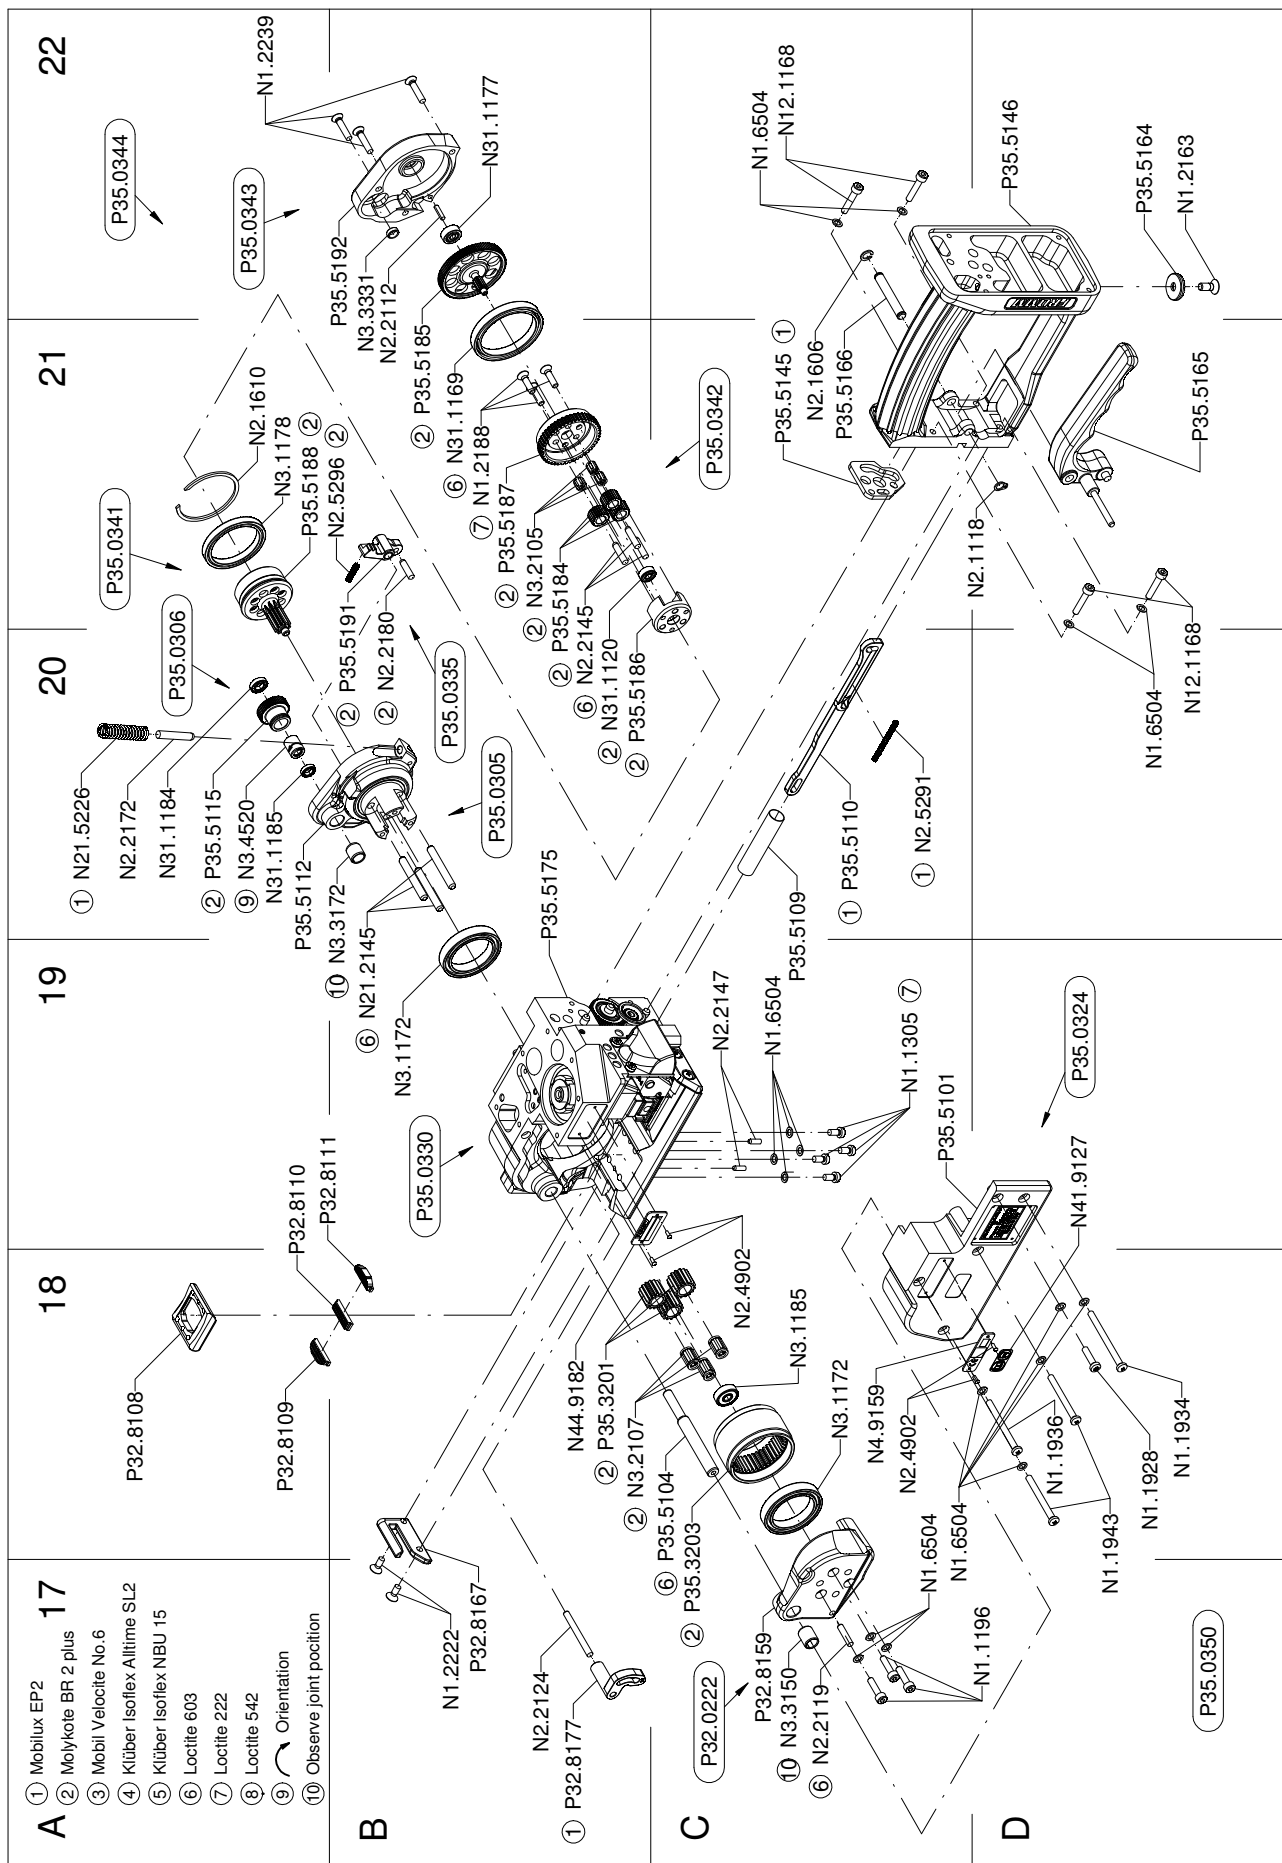 A
17
18
19
20
21
22
① Mobilux EP2
② Molykote BR 2 plus
③ Mobil Velocite No.6
④ Klüber Isoflex Alltime SL2
⑤ Klüber Isoflex NBU 15
⑥ Loctite 603
⑦ Loctite 222
⑧ Loctite 542
⑨ Orientation
⑩ Observe joint position
P32.8108
P32.8109
P32.8110
P32.8111
① N21.5226
N2.2172
N31.1184
② P35.5115
⑨ N3.4520
N31.1185
P35.5112
P35.0306
P35.0341
N2.1610
N3.1178
P35.5188 ②
N2.5296 ②
P35.0344
P35.0343
N1.2239
B
N1.2222
P32.8167
N2.2124
① P32.8177
N44.9182
② P35.3201
② N3.2107
⑥ P35.5104
P35.0330
⑩ N3.3172
⑥ N21.2145
N3.1172
P35.5175
② P35.5191
② N2.2180
P35.0335
P35.0305
② P35.5185
⑥ N31.1169
⑦ N1.2188
② P35.5187
② N3.2105
② P35.5184
⑥ N2.2145
② N31.1120
② P35.5186
P35.5192
N3.3331
N2.2112
N31.1177
C
② P35.3203
P32.0222
P32.8159
⑩ N3.3150
⑥ N2.2119
N1.6504
N1.1196
N2.4902
N3.1185
N3.1172
N4.9159
N2.4902
N1.6504
N2.2147
N1.6504
N1.1305 ⑦
P35.5101
P35.5109
① P35.5110
① N2.5291
P35.0342
P35.5145 ①
N2.1606
P35.5166
N2.1118
N1.6504
N12.1168
D
P35.0350
N1.1936
N1.1943
N1.1928
N1.1934
N41.9127
P35.0324
N1.6504
N12.1168
P35.5165
P35.5146
P35.5164
N1.2163